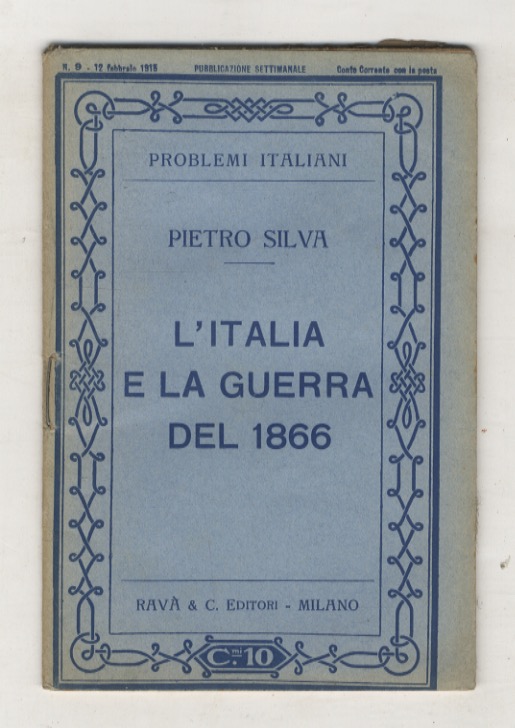 N. 9 - 12 febbraio 1915 PUBBLICAZIONE SETTIMANALE Conto Corrente con la posta
PROBLEMI ITALIANI
PIETRO SILVA
L'ITALIA
E LA GUERRA
DEL 1866
RAVÀ & C. EDITORI - MILANO
C.mi 10